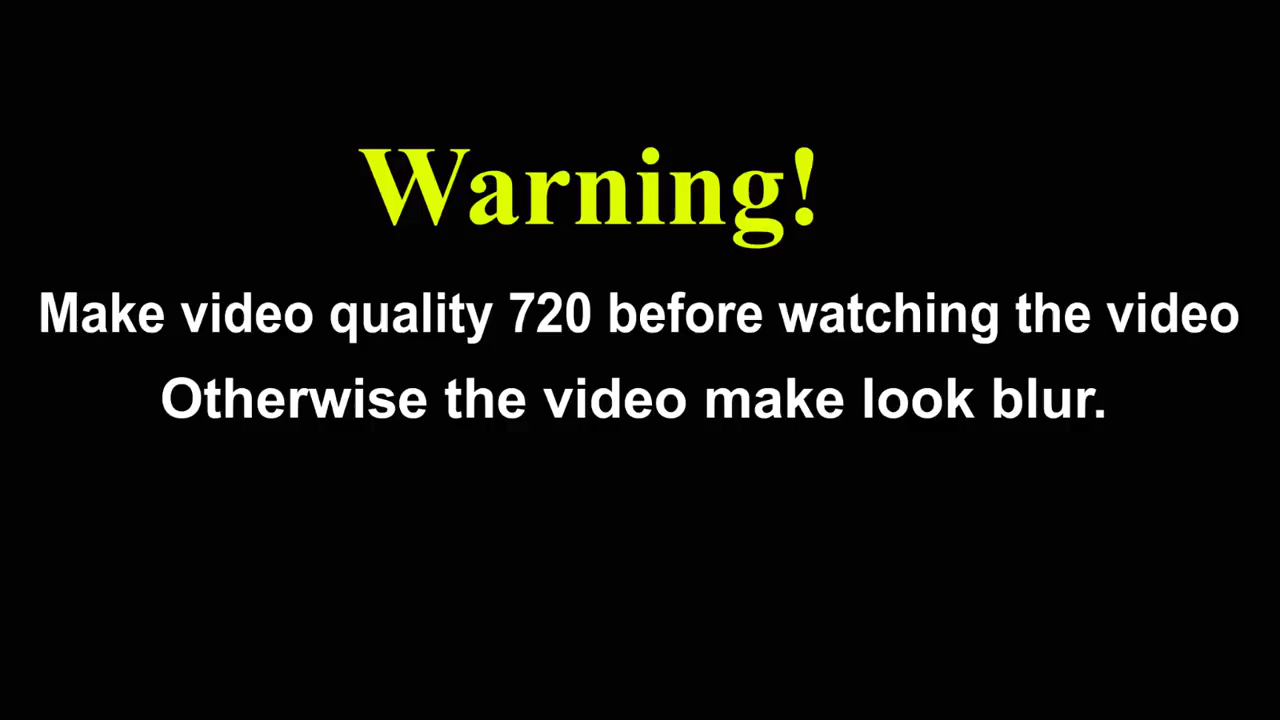 Warning!
Make video quality 720 before watching the video
Otherwise the video make look blur.